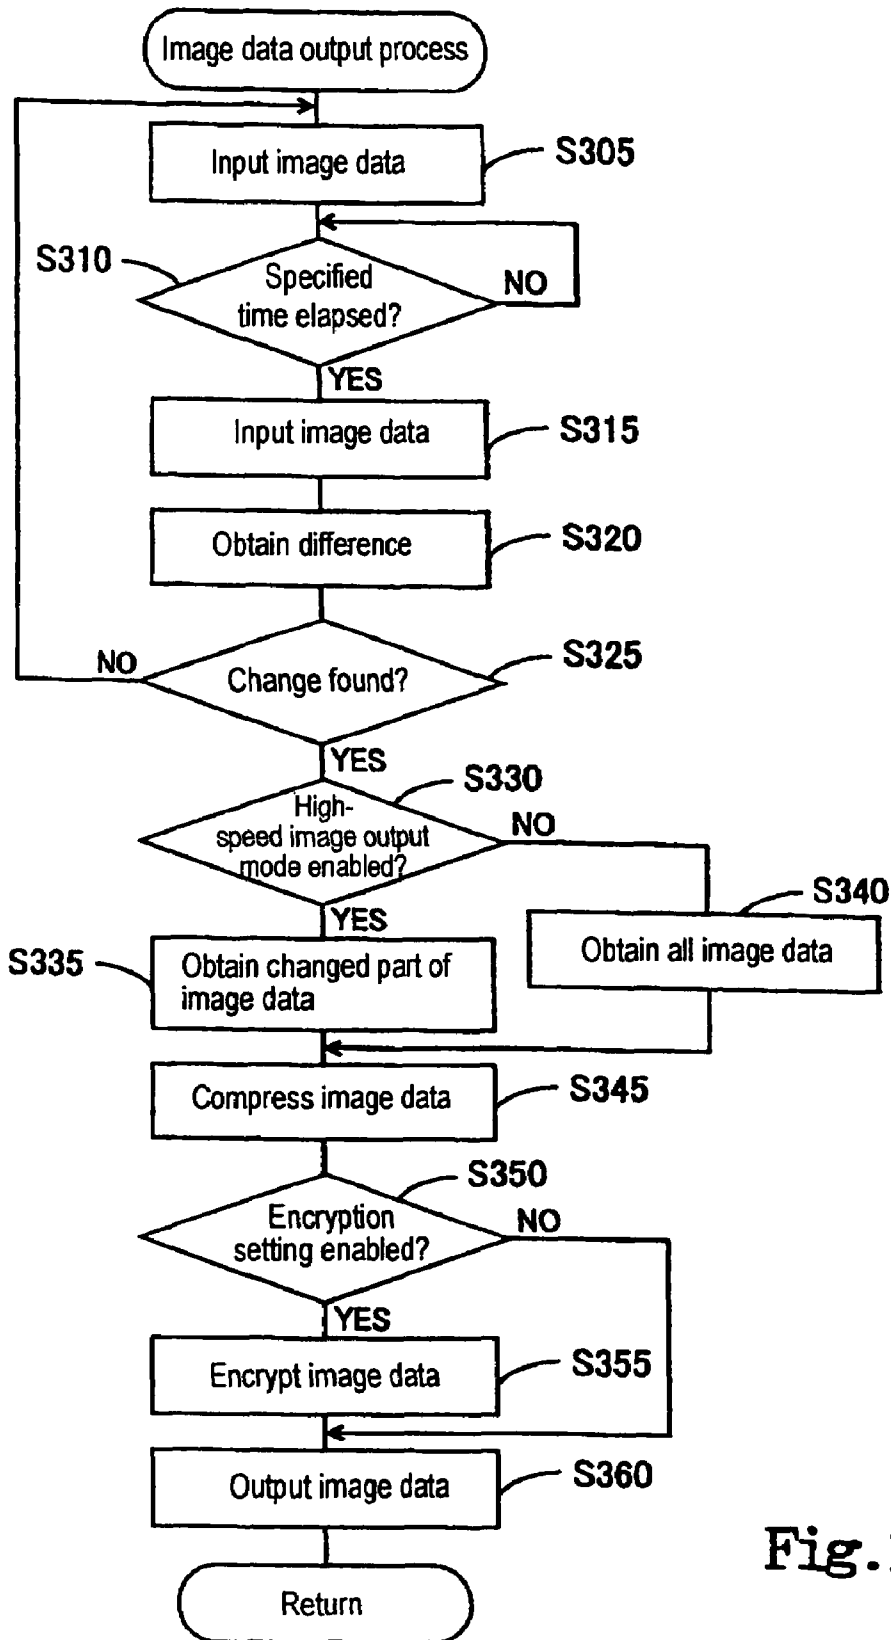 Image data output process
Input image data
S305
S310
Specified
time elapsed?
NO
YES
Input image data
S315
Obtain difference
S320
NO
Change found?
S325
YES
S330
High-
speed image output
mode enabled?
NO
YES
S340
Obtain all image data
S335
Obtain changed part of
image data
Compress image data
S345
S350
Encryption
setting enabled?
NO
YES
Encrypt image data
S355
Output image data
S360
Fig.
Return